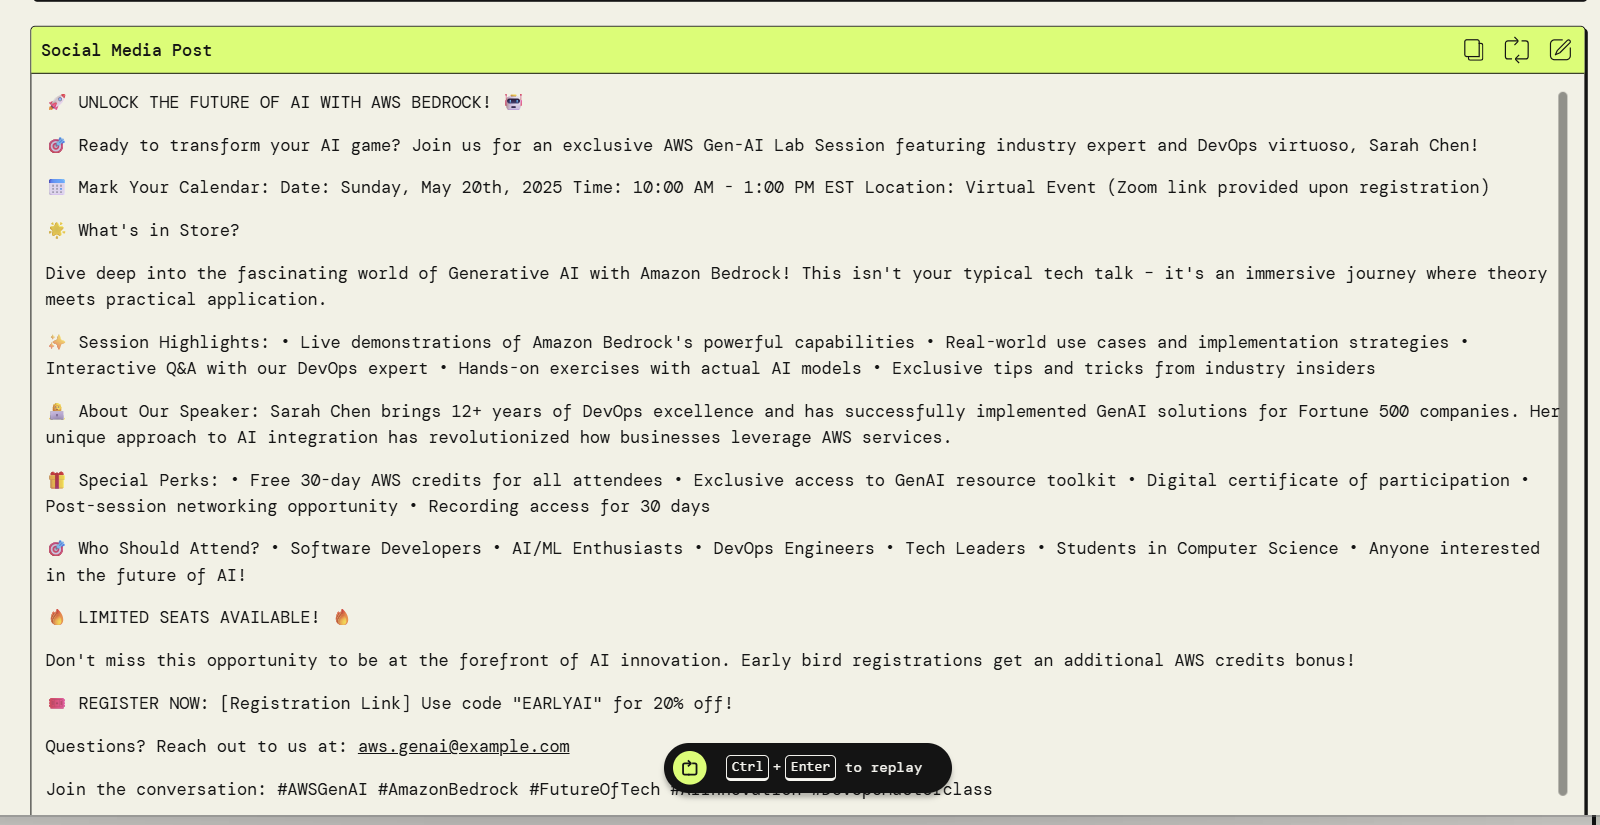 Social Media Post
🚀 UNLOCK THE FUTURE OF AI WITH AWS BEDROCK! 🤖
🎯 Ready to transform your AI game? Join us for an exclusive AWS Gen-AI Lab Session featuring industry expert and DevOps virtuoso, Sarah Chen!
🗓️ Mark Your Calendar: Date: Sunday, May 20th, 2025 Time: 10:00 AM - 1:00 PM EST Location: Virtual Event (Zoom link provided upon registration)
🌟 What's in Store?
Dive deep into the fascinating world of Generative AI with Amazon Bedrock! This isn't your typical tech talk – it's an immersive journey where theory
meets practical application.
✨ Session Highlights: • Live demonstrations of Amazon Bedrock's powerful capabilities • Real-world use cases and implementation strategies •
Interactive Q&A with our DevOps expert • Hands-on exercises with actual AI models • Exclusive tips and tricks from industry insiders
👩‍💻 About Our Speaker: Sarah Chen brings 12+ years of DevOps excellence and has successfully implemented GenAI solutions for Fortune 500 companies. Her
unique approach to AI integration has revolutionized how businesses leverage AWS services.
🎁 Special Perks: • Free 30-day AWS credits for all attendees • Exclusive access to GenAI resource toolkit • Digital certificate of participation •
Post-session networking opportunity • Recording access for 30 days
🎯 Who Should Attend? • Software Developers • AI/ML Enthusiasts • DevOps Engineers • Tech Leaders • Students in Computer Science • Anyone interested
in the future of AI!
🔥 LIMITED SEATS AVAILABLE! 🔥
Don't miss this opportunity to be at the forefront of AI innovation. Early bird registrations get an additional AWS credits bonus!
🎟️ REGISTER NOW: [Registration Link] Use code "EARLYAI" for 20% off!
Questions? Reach out to us at: aws.genai@example.com
Ctrl + Enter to replay
Join the conversation: #AWSGenAI #AmazonBedrock #FutureOfTech